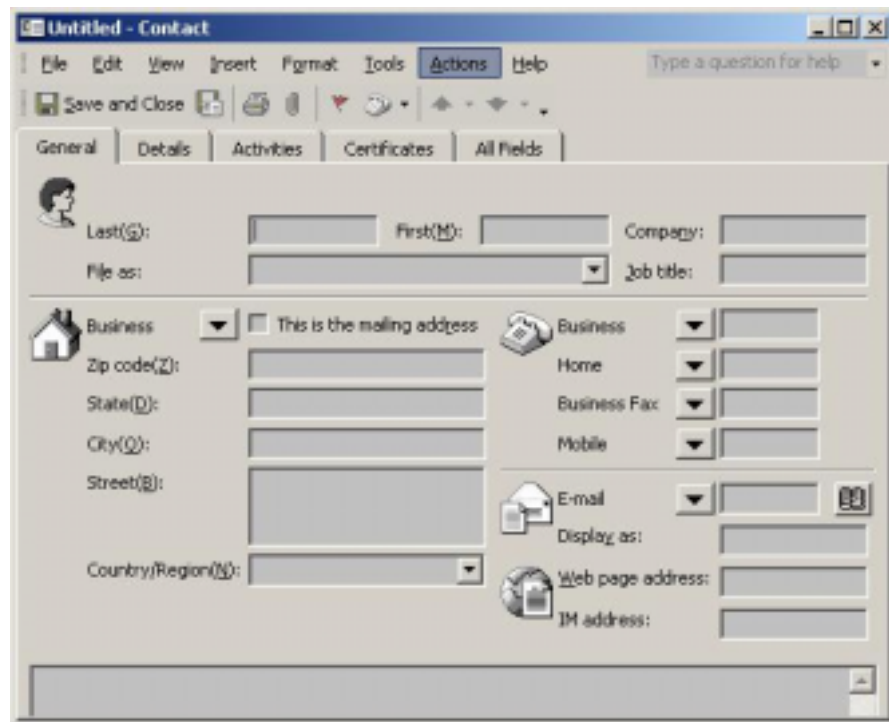 Untitled - Contact
File Edit View Insert Format Tools Actions Help Type a question for help
Save and Close
General Details Activities Certificates All Fields
Last(G): First(M): Company:
File as: Job title:
Business This is the mailing address Business
Zip code(Z): Home
State(D): Business Fax
City(O): Mobile
Street(B):
E-mail
Display as:
Country/Region(N): Web page address:
IM address: